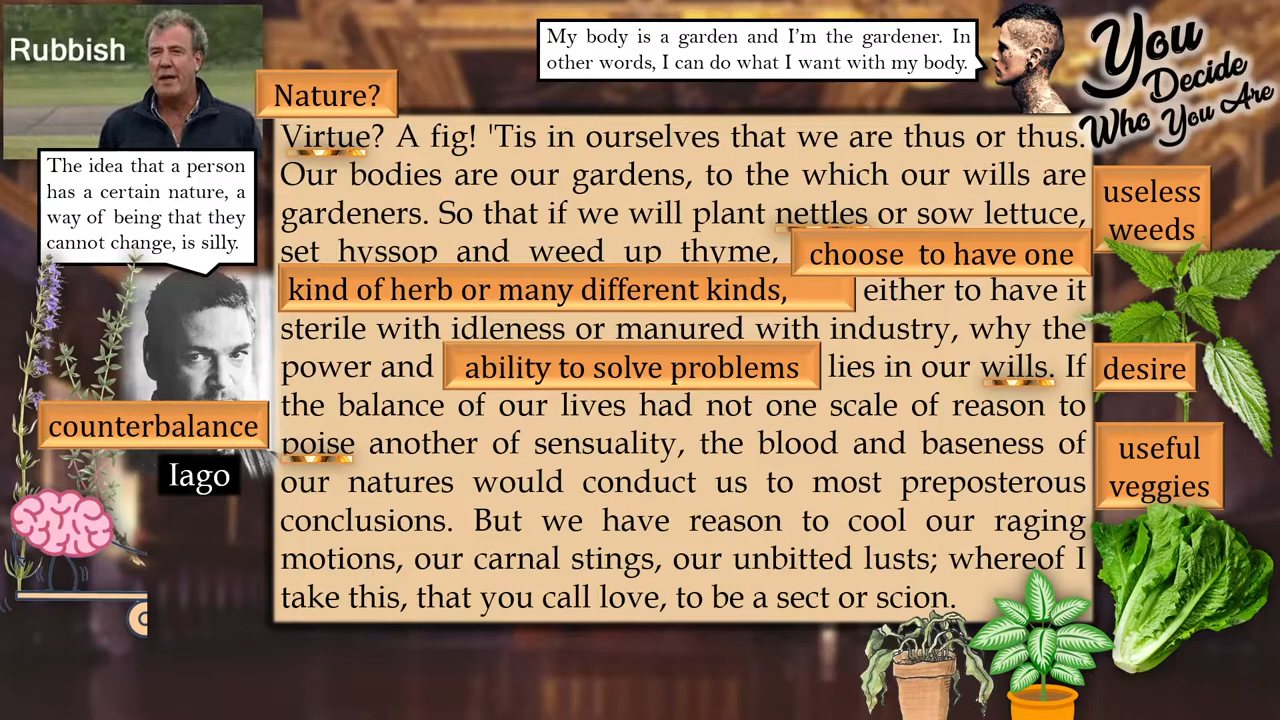 Rubbish
My body is a garden and I'm the gardener. In
other words, I can do what I want with my body.
You
Decide
Who You Are
Nature?
The idea that a person
has a certain nature, a
way of being that they
cannot change, is silly.
Virtue? A fig! 'Tis in ourselves that we are thus or thus.
Our bodies are our gardens, to the which our wills are
gardeners. So that if we will plant nettles or sow lettuce,
set hyssop and weed up thyme, choose to have one
kind of herb or many different kinds, either to have it
sterile with idleness or manured with industry, why the
power and ability to solve problems lies in our wills. If
the balance of our lives had not one scale of reason to
poise another of sensuality, the blood and baseness of
our natures would conduct us to most preposterous
conclusions. But we have reason to cool our raging
motions, our carnal stings, our unbitted lusts; whereof I
take this, that you call love, to be a sect or scion.
useless
weeds
desire
useful
veggies
counterbalance
Iago